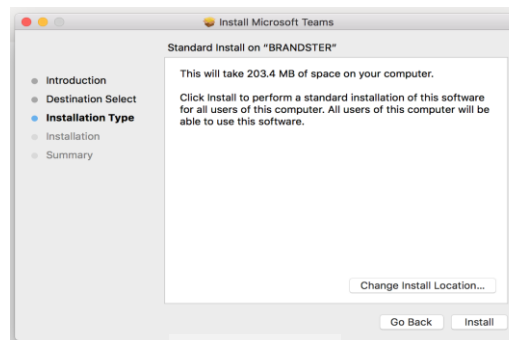 Install Microsoft Teams
Standard Install on “BRANDSTER”
Introduction
Destination Select
Installation Type
Installation
Summary
This will take 203.4 MB of space on your computer.
Click Install to perform a standard installation of this software
for all users of this computer. All users of this computer will be
able to use this software.
Change Install Location...
Go Back
Install